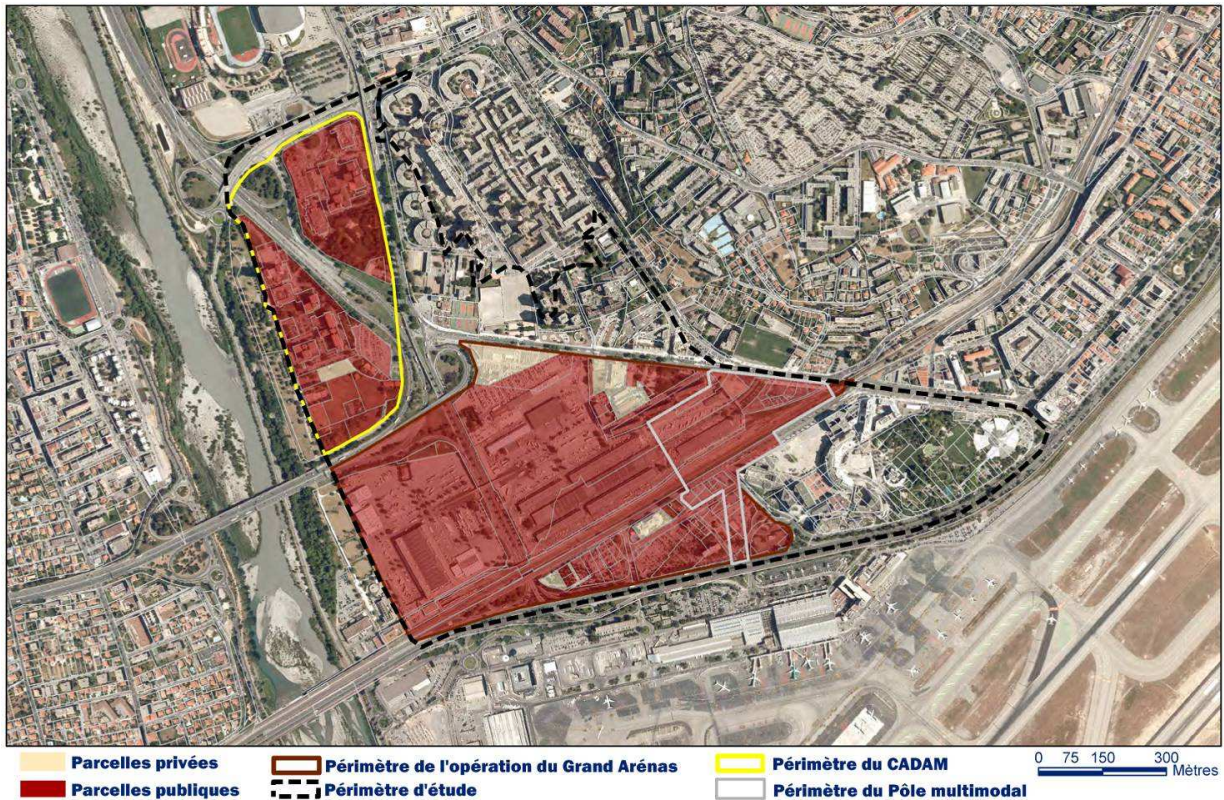 Parcelles privées
Parcelles publiques
Périmètre de l'opération du Grand Arénas
Périmètre d'étude
Périmètre du CADAM
Périmètre du Pôle multimodal
0 75 150 300
Mètres